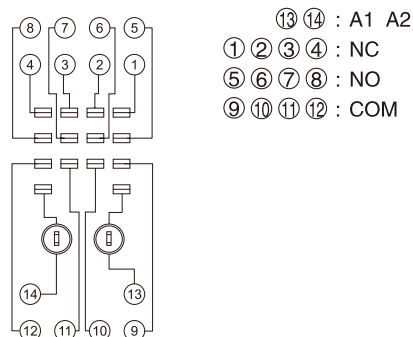 ⑧ ⑦ ⑥ ⑤
④ ③ ② ①
⑭ ⑬
⑫ ⑪ ⑩ ⑨
⑬ ⑭ : A1 A2
① ② ③ ④ : NC
⑤ ⑥ ⑦ ⑧ : NO
⑨ ⑩ ⑪ ⑫ : COM